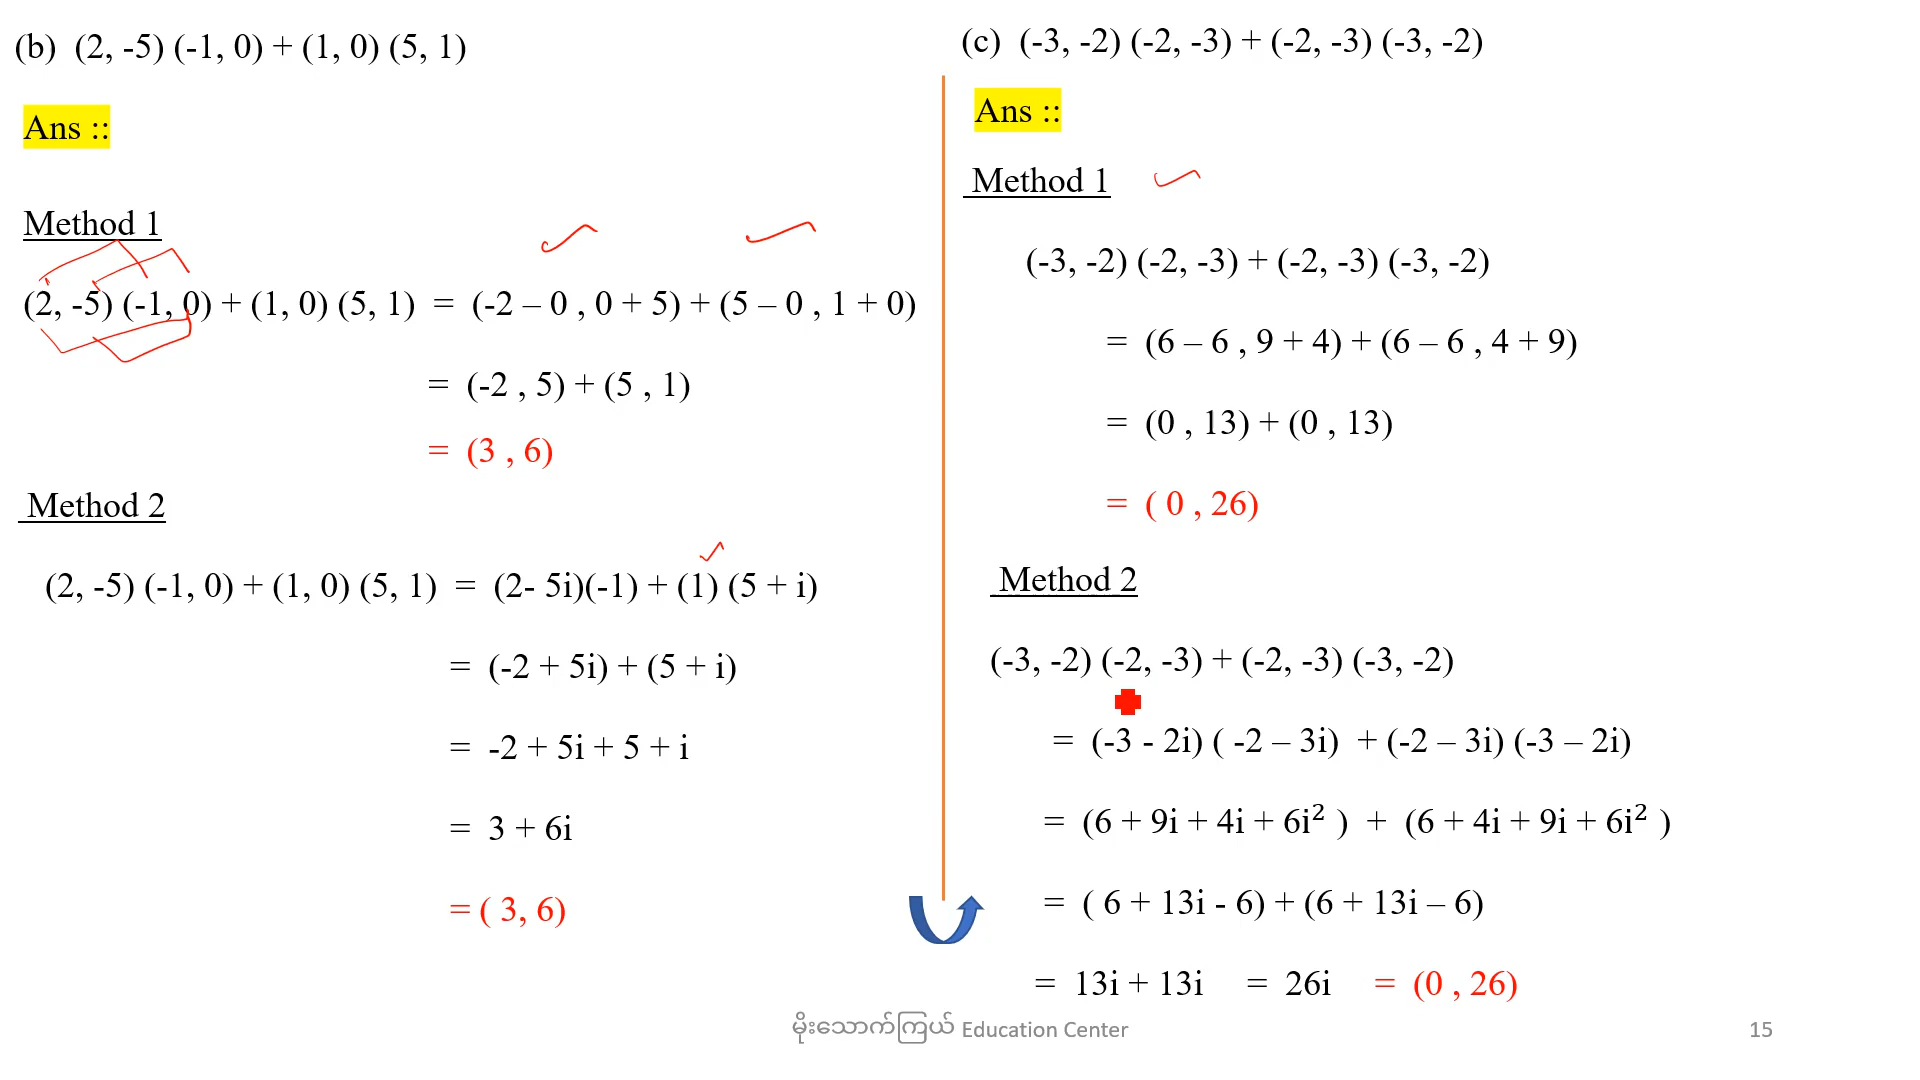 (b) (2, -5) (-1, 0) + (1, 0) (5, 1)
Ans ::
Method 1
(2, -5) (-1, 0) + (1, 0) (5, 1) = (-2 – 0 , 0 + 5) + (5 – 0 , 1 + 0)
= (-2 , 5) + (5 , 1)
= (3 , 6)
Method 2
(2, -5) (-1, 0) + (1, 0) (5, 1) = (2- 5i)(-1) + (1) (5 + i)
= (-2 + 5i) + (5 + i)
= -2 + 5i + 5 + i
= 3 + 6i
= ( 3, 6)
(c) (-3, -2) (-2, -3) + (-2, -3) (-3, -2)
Ans ::
Method 1
(-3, -2) (-2, -3) + (-2, -3) (-3, -2)
= (6 – 6 , 9 + 4) + (6 – 6 , 4 + 9)
= (0 , 13) + (0 , 13)
= ( 0 , 26)
Method 2
(-3, -2) (-2, -3) + (-2, -3) (-3, -2)
= (-3 - 2i) ( -2 – 3i) + (-2 – 3i) (-3 – 2i)
= (6 + 9i + 4i + 6i² ) + (6 + 4i + 9i + 6i² )
= ( 6 + 13i - 6) + (6 + 13i – 6)
= 13i + 13i = 26i = (0 , 26)
မိုးသောက်ကြယ် Education Center
15